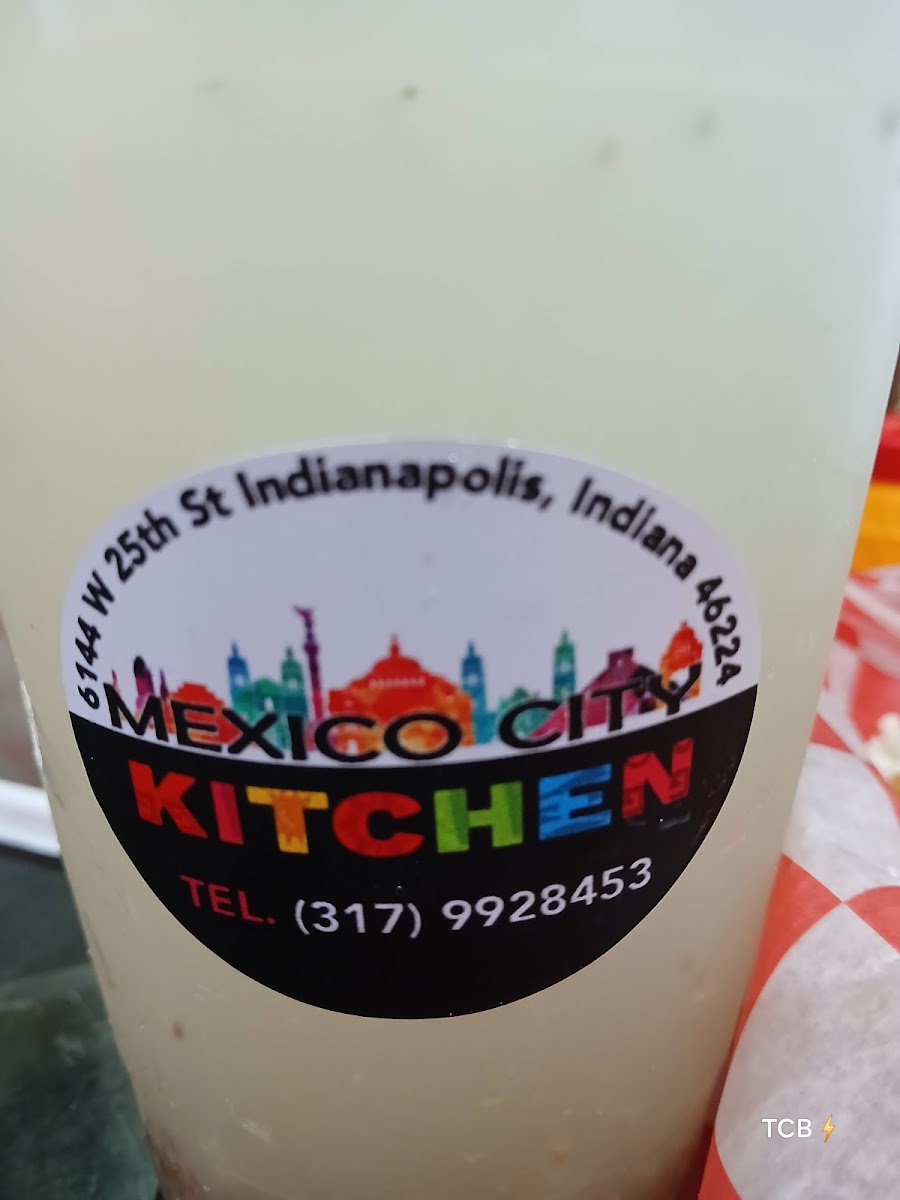 6144 W 25th St Indianapolis, Indiana 46224
MEXICO CITY
KITCHEN
TEL. (317) 9928453
TCB⚡